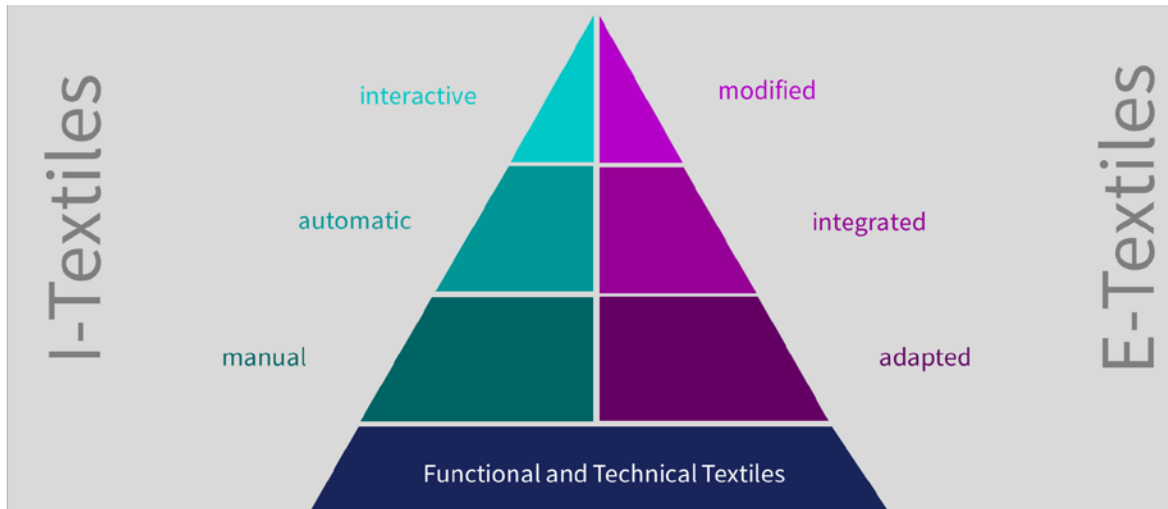 I-Textiles
interactive
modified
E-Textiles
automatic
integrated
manual
adapted
Functional and Technical Textiles